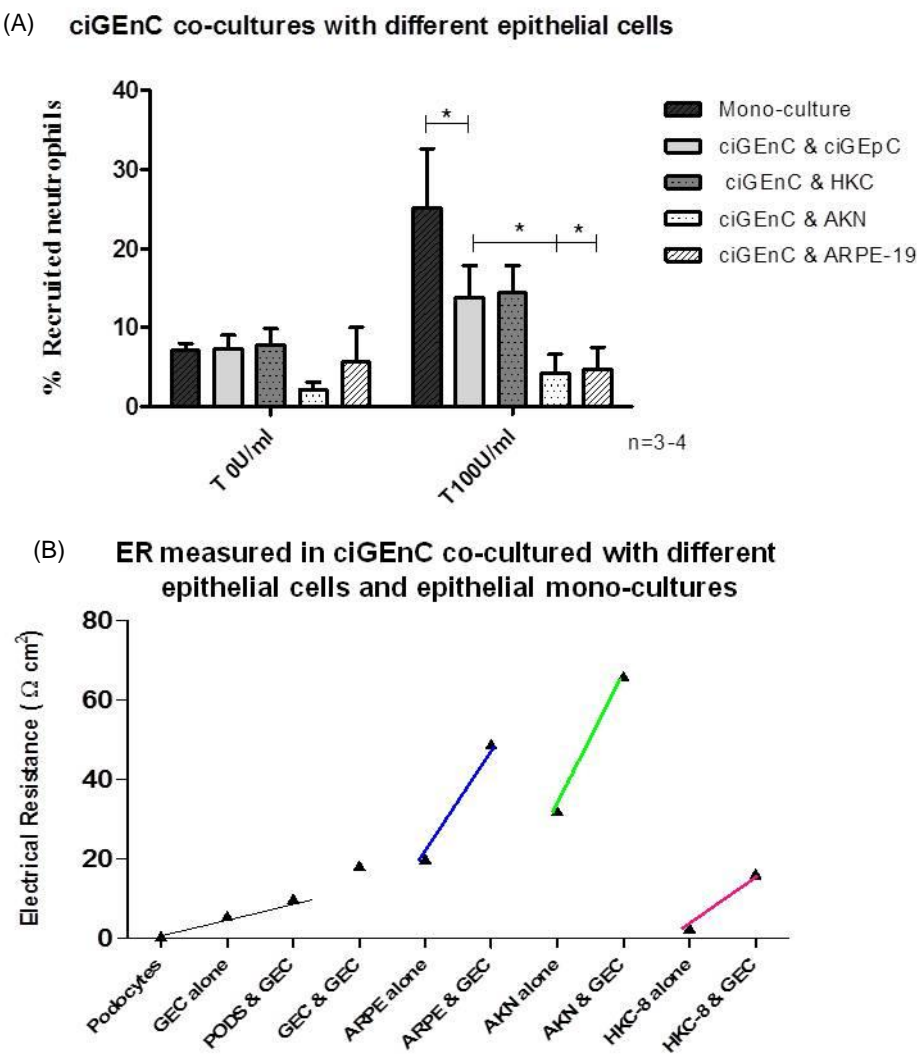 (A) ciGEnC co-cultures with different epithelial cells
% Recruited neutrophils
40
30
20
10
0
*
*
*
T 0U/ml
T100U/ml
n=3-4
Mono-culture
ciGEnC & ciGEpC
ciGEnC & HKC
ciGEnC & AKN
ciGEnC & ARPE-19
(B) ER measured in ciGEnC co-cultured with different
epithelial cells and epithelial mono-cultures
Electrical Resistance ( Ω cm²)
80
60
40
20
0
Podocytes
GEC alone
PODS & GEC
GEC & GEC
ARPE alone
ARPE & GEC
AKN alone
AKN & GEC
HKC-8 alone
HKC-8 & GEC